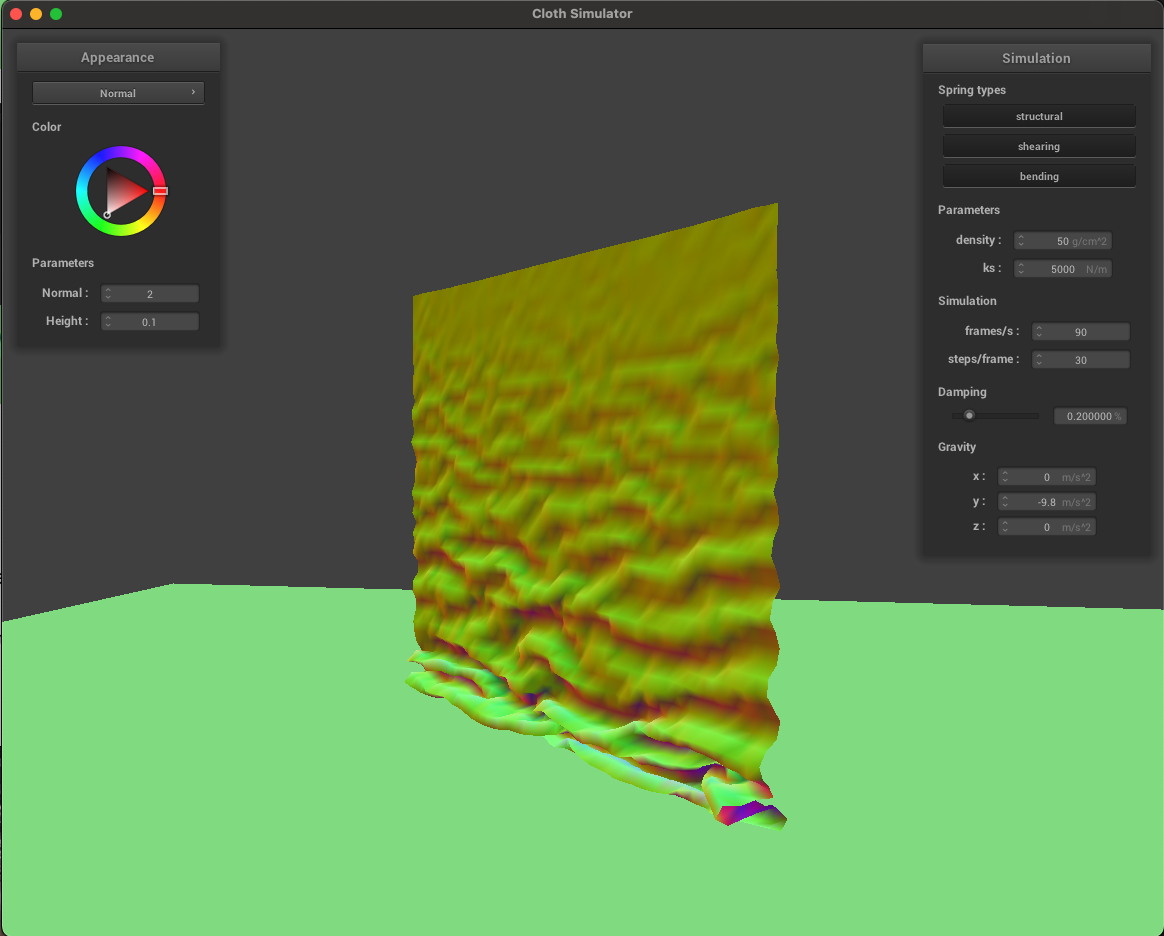 Cloth Simulator
Appearance
Normal ›
Color
Parameters
Normal : 2
Height : 0.1
Simulation
Spring types
structural
shearing
bending
Parameters
density : 50 g/cm^2
ks : 5000 N/m
Simulation
frames/s : 90
steps/frame : 30
Damping
0.200000 %
Gravity
x : 0 m/s^2
y : -9.8 m/s^2
z : 0 m/s^2